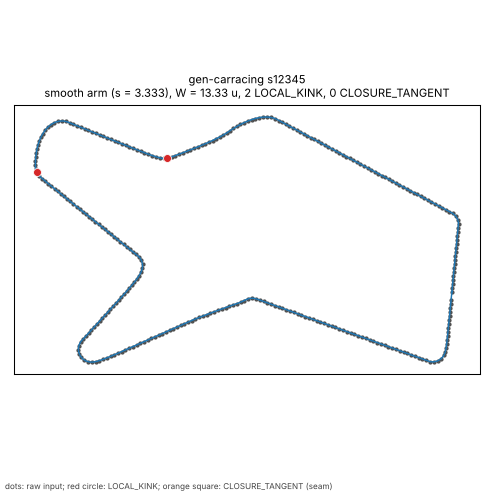 gen-carracing s12345
smooth arm (s = 3.333), W = 13.33 u, 2 LOCAL_KINK, 0 CLOSURE_TANGENT
dots: raw input; red circle: LOCAL_KINK; orange square: CLOSURE_TANGENT (seam)